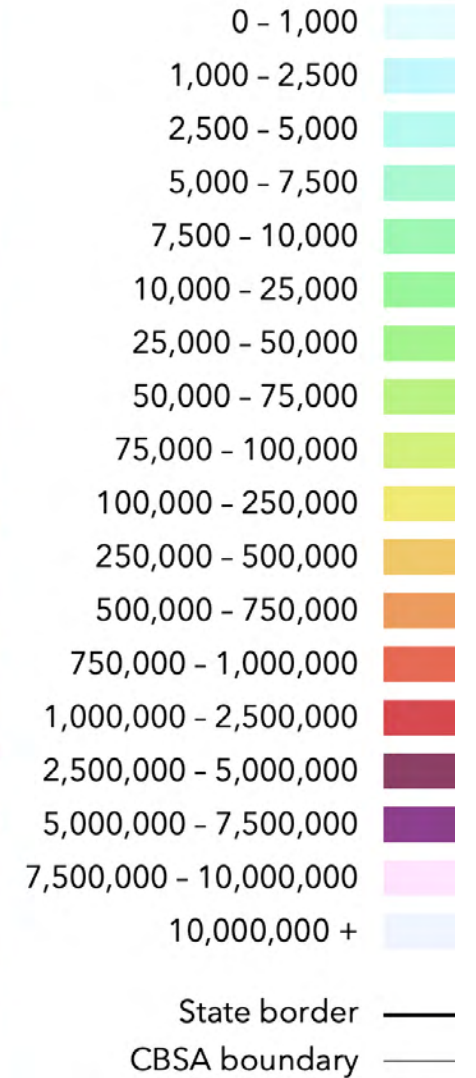 0 – 1,000
1,000 – 2,500
2,500 – 5,000
5,000 – 7,500
7,500 – 10,000
10,000 – 25,000
25,000 – 50,000
50,000 – 75,000
75,000 – 100,000
100,000 – 250,000
250,000 – 500,000
500,000 – 750,000
750,000 – 1,000,000
1,000,000 – 2,500,000
2,500,000 – 5,000,000
5,000,000 – 7,500,000
7,500,000 – 10,000,000
10,000,000 +
State border
CBSA boundary